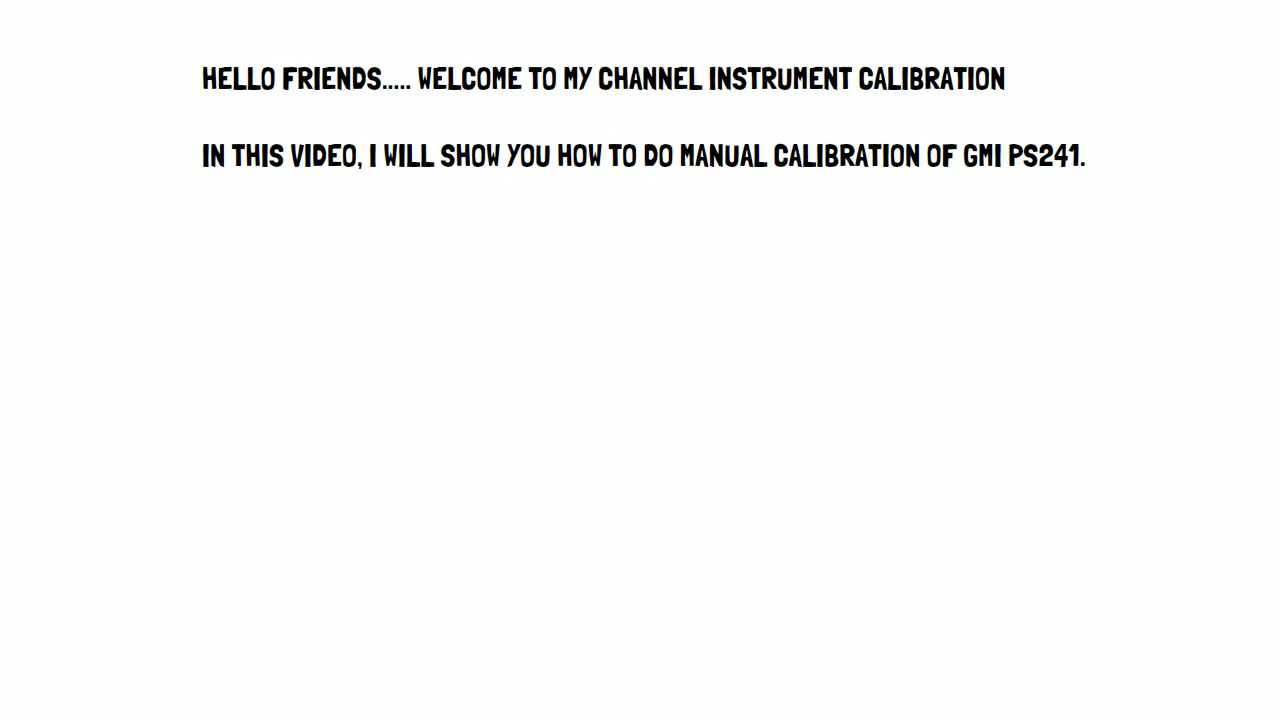 HELLO FRIENDS..... WELCOME TO MY CHANNEL INSTRUMENT CALIBRATION
IN THIS VIDEO, I WILL SHOW YOU HOW TO DO MANUAL CALIBRATION OF GMI PS241.